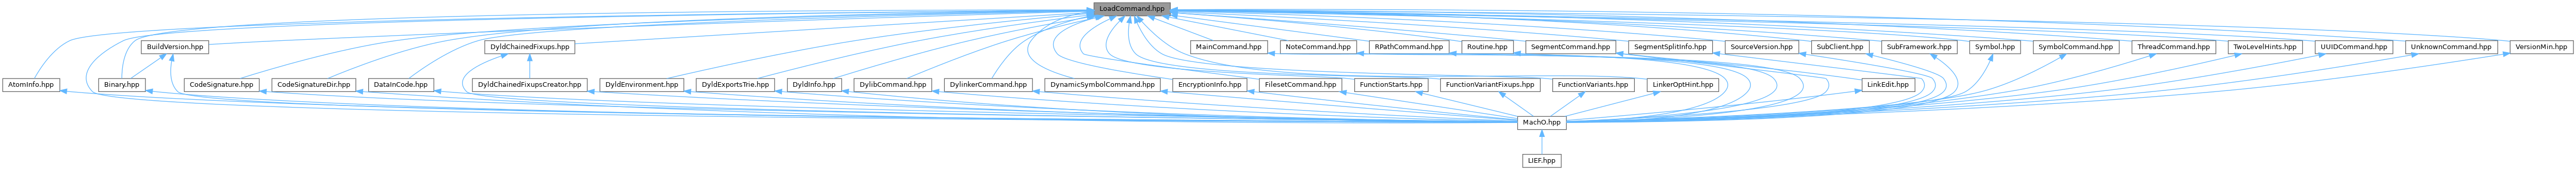 LoadCommand.hpp
BuildVersion.hpp
DyldChainedFixups.hpp
MainCommand.hpp
NoteCommand.hpp
RPathCommand.hpp
Routine.hpp
SegmentCommand.hpp
SegmentSplitInfo.hpp
SourceVersion.hpp
SubClient.hpp
SubFramework.hpp
Symbol.hpp
SymbolCommand.hpp
ThreadCommand.hpp
TwoLevelHints.hpp
UUIDCommand.hpp
UnknownCommand.hpp
VersionMin.hpp
AtomInfo.hpp
Binary.hpp
CodeSignature.hpp
CodeSignatureDir.hpp
DataInCode.hpp
DyldChainedFixupsCreator.hpp
DyldEnvironment.hpp
DyldExportsTrie.hpp
DyldInfo.hpp
DylibCommand.hpp
DylinkerCommand.hpp
DynamicSymbolCommand.hpp
EncryptionInfo.hpp
FilesetCommand.hpp
FunctionStarts.hpp
FunctionVariantFixups.hpp
FunctionVariants.hpp
LinkerOptHint.hpp
LinkEdit.hpp
MachO.hpp
LIEF.hpp